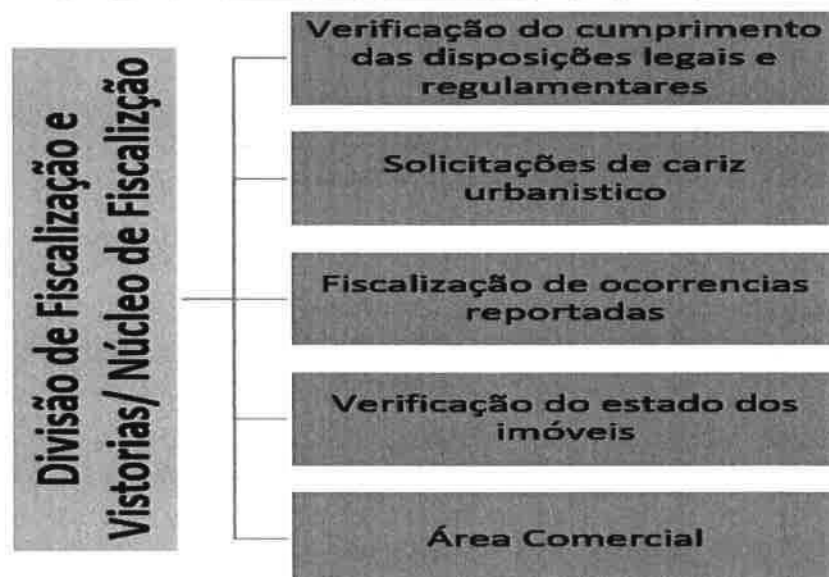 Divisão de Fiscalização e
Vistorias/ Núcleo de Fiscalizção
Verificação do cumprimento
das disposições legais e
regulamentares
Solicitações de cariz
urbanistico
Fiscalização de ocorrencias
reportadas
Verificação do estado dos
imóveis
Área Comercial